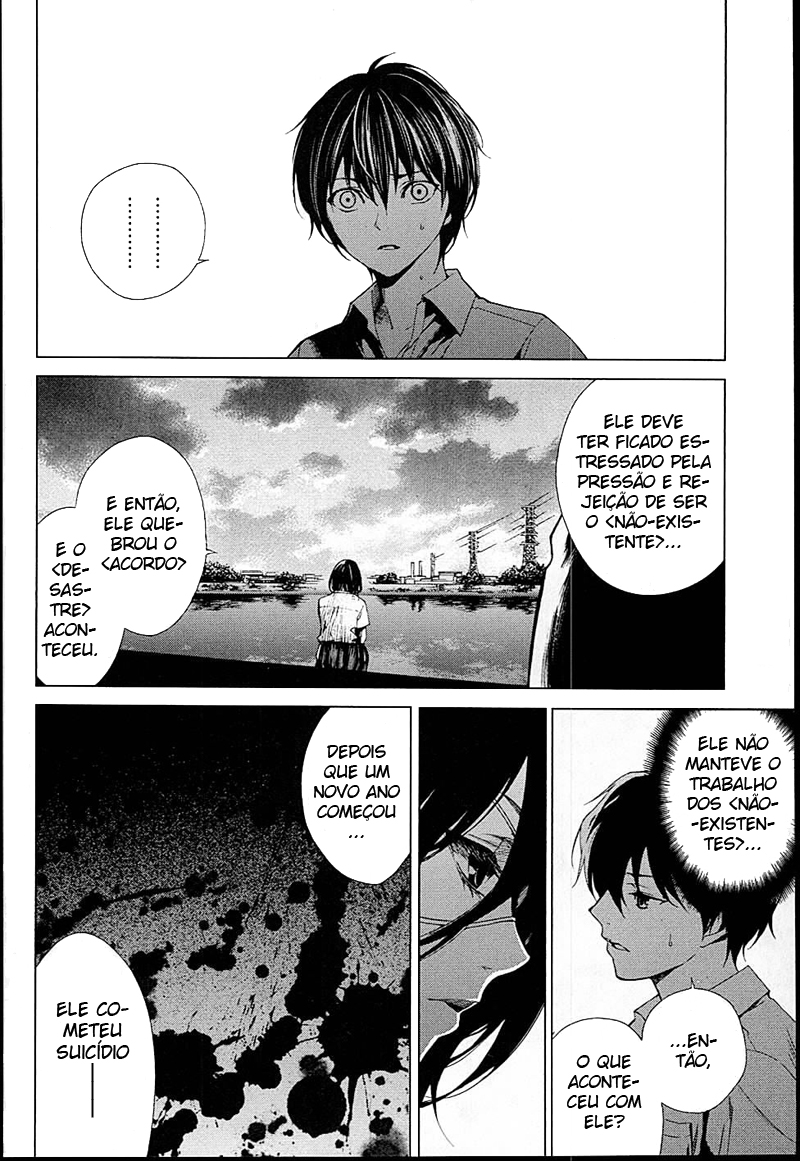 ............
ELE DEVE
TER FICADO ES-
TRESSADO PELA
PRESSÃO E RE-
JEIÇÃO DE SER
O <NÃO-EXIS-
TENTE>...
E ENTÃO,
ELE QUE-
BROU O
<ACORDO>
E O
<DE-
SAS-
TRE>
ACON-
TECEU.
ELE NÃO
MANTEVE O
TRABALHO
DOS <NÃO-
-EXISTEN-
TES>...
...EN-
TÃO,
O QUE
ACONTE-
CEU COM
ELE?
DEPOIS
QUE UM
NOVO ANO
COMEÇOU
...
ELE CO-
METEU
SUICÍDIO
—